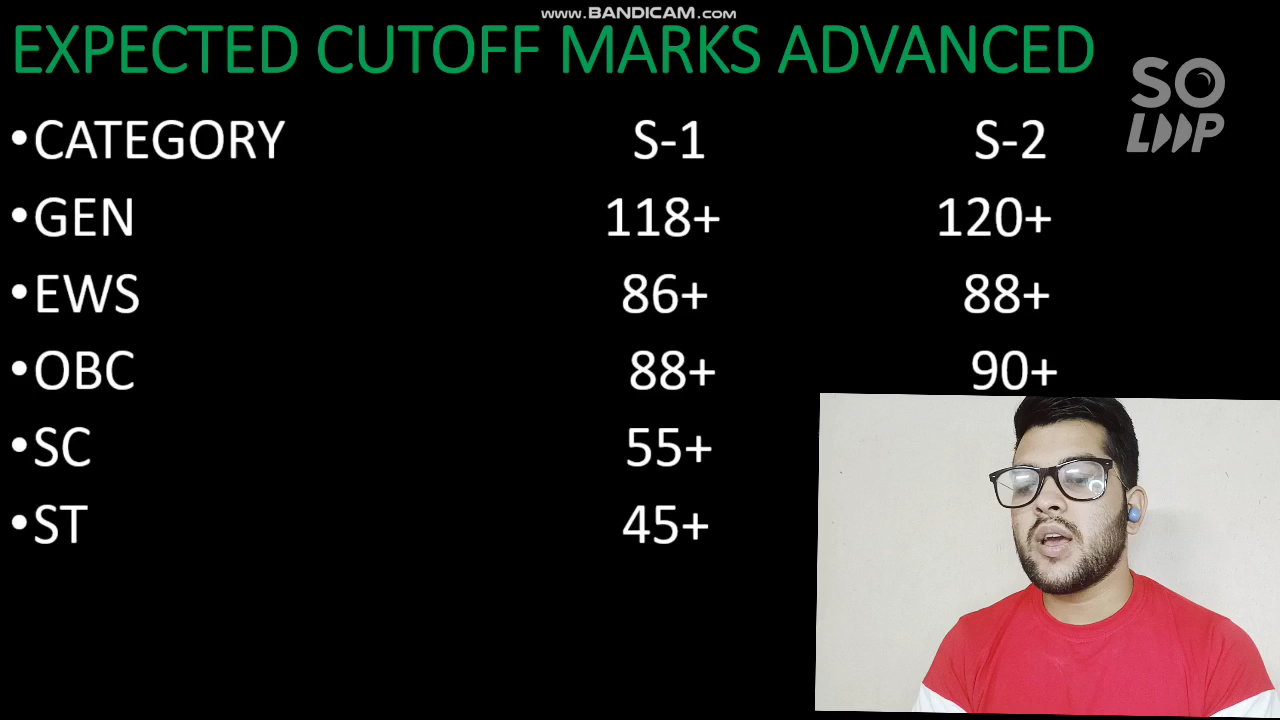 www.BANDICAM.com
EXPECTED CUTOFF MARKS ADVANCED
SO
LOOP
•CATEGORY S-1 S-2
•GEN 118+ 120+
•EWS 86+ 88+
•OBC 88+ 90+
•SC 55+
•ST 45+